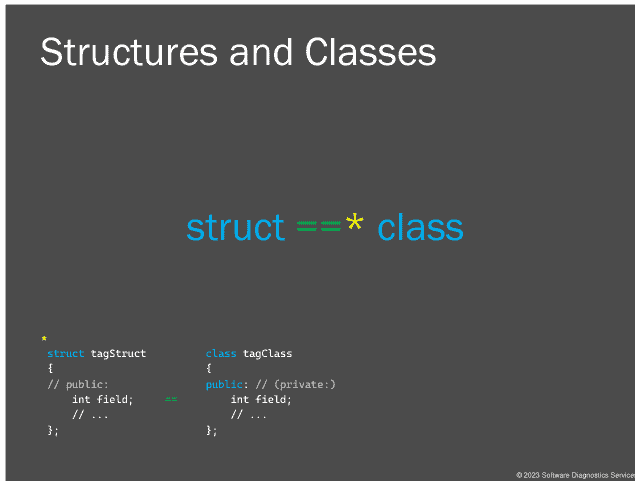 Structures and Classes
struct ==* class
*
struct tagStruct
{
// public:
int field;
// ...
};
==
class tagClass
{
public: // (private:)
int field;
// ...
};
© 2023 Software Diagnostics Service